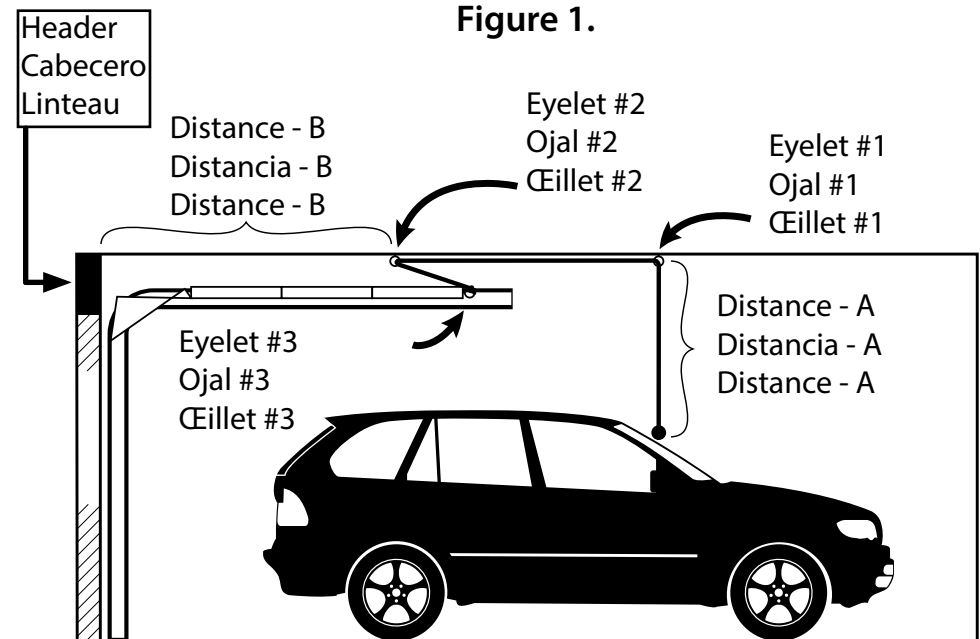 Figure 1.
Header
Cabecero
Linteau
Distance - B
Distancia - B
Distance - B
Eyelet #2
Ojal #2
Œillet #2
Eyelet #1
Ojal #1
Œillet #1
Eyelet #3
Ojal #3
Œillet #3
Distance - A
Distancia - A
Distance - A